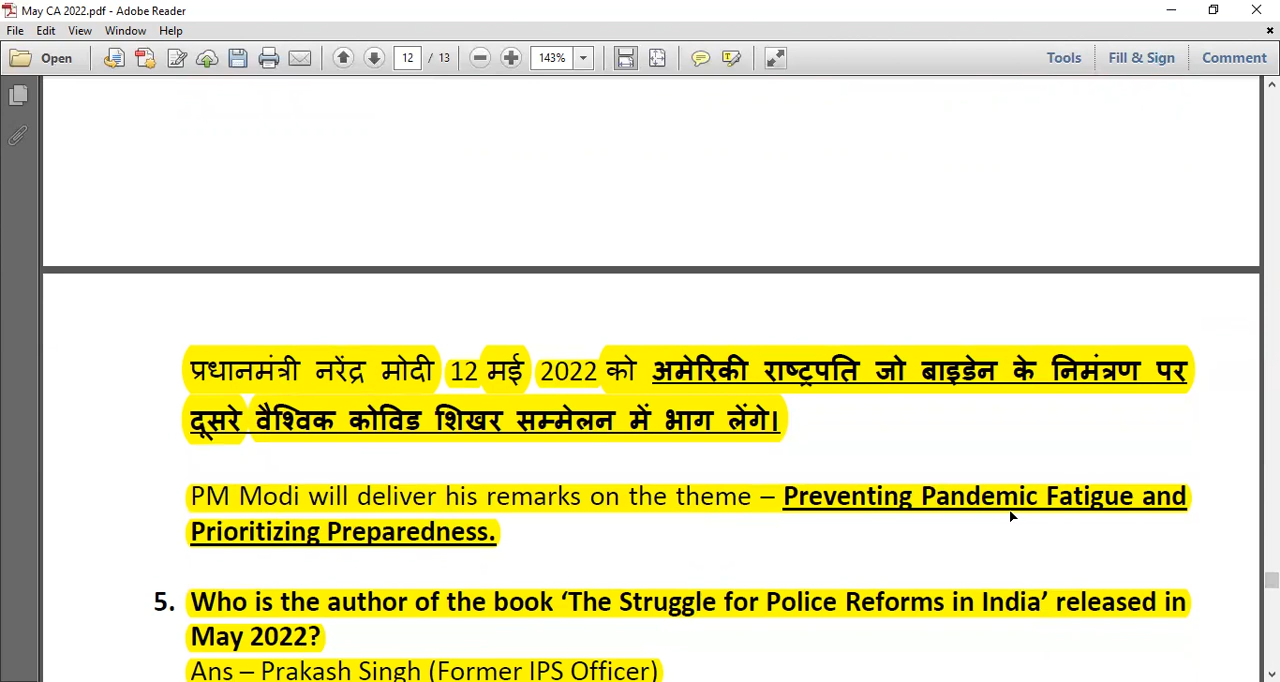 May CA 2022.pdf - Adobe Reader
File Edit View Window Help
Open 12 / 13 143% Tools Fill & Sign Comment
प्रधानमंत्री नरेंद्र मोदी 12 मई 2022 को अमेरिकी राष्ट्रपति जो बाइडेन के निमंत्रण पर
दूसरे वैश्विक कोविड शिखर सम्मेलन में भाग लेंगे।
PM Modi will deliver his remarks on the theme – Preventing Pandemic Fatigue and
Prioritizing Preparedness.
5. Who is the author of the book ‘The Struggle for Police Reforms in India’ released in
May 2022?
Ans – Prakash Singh (Former IPS Officer)